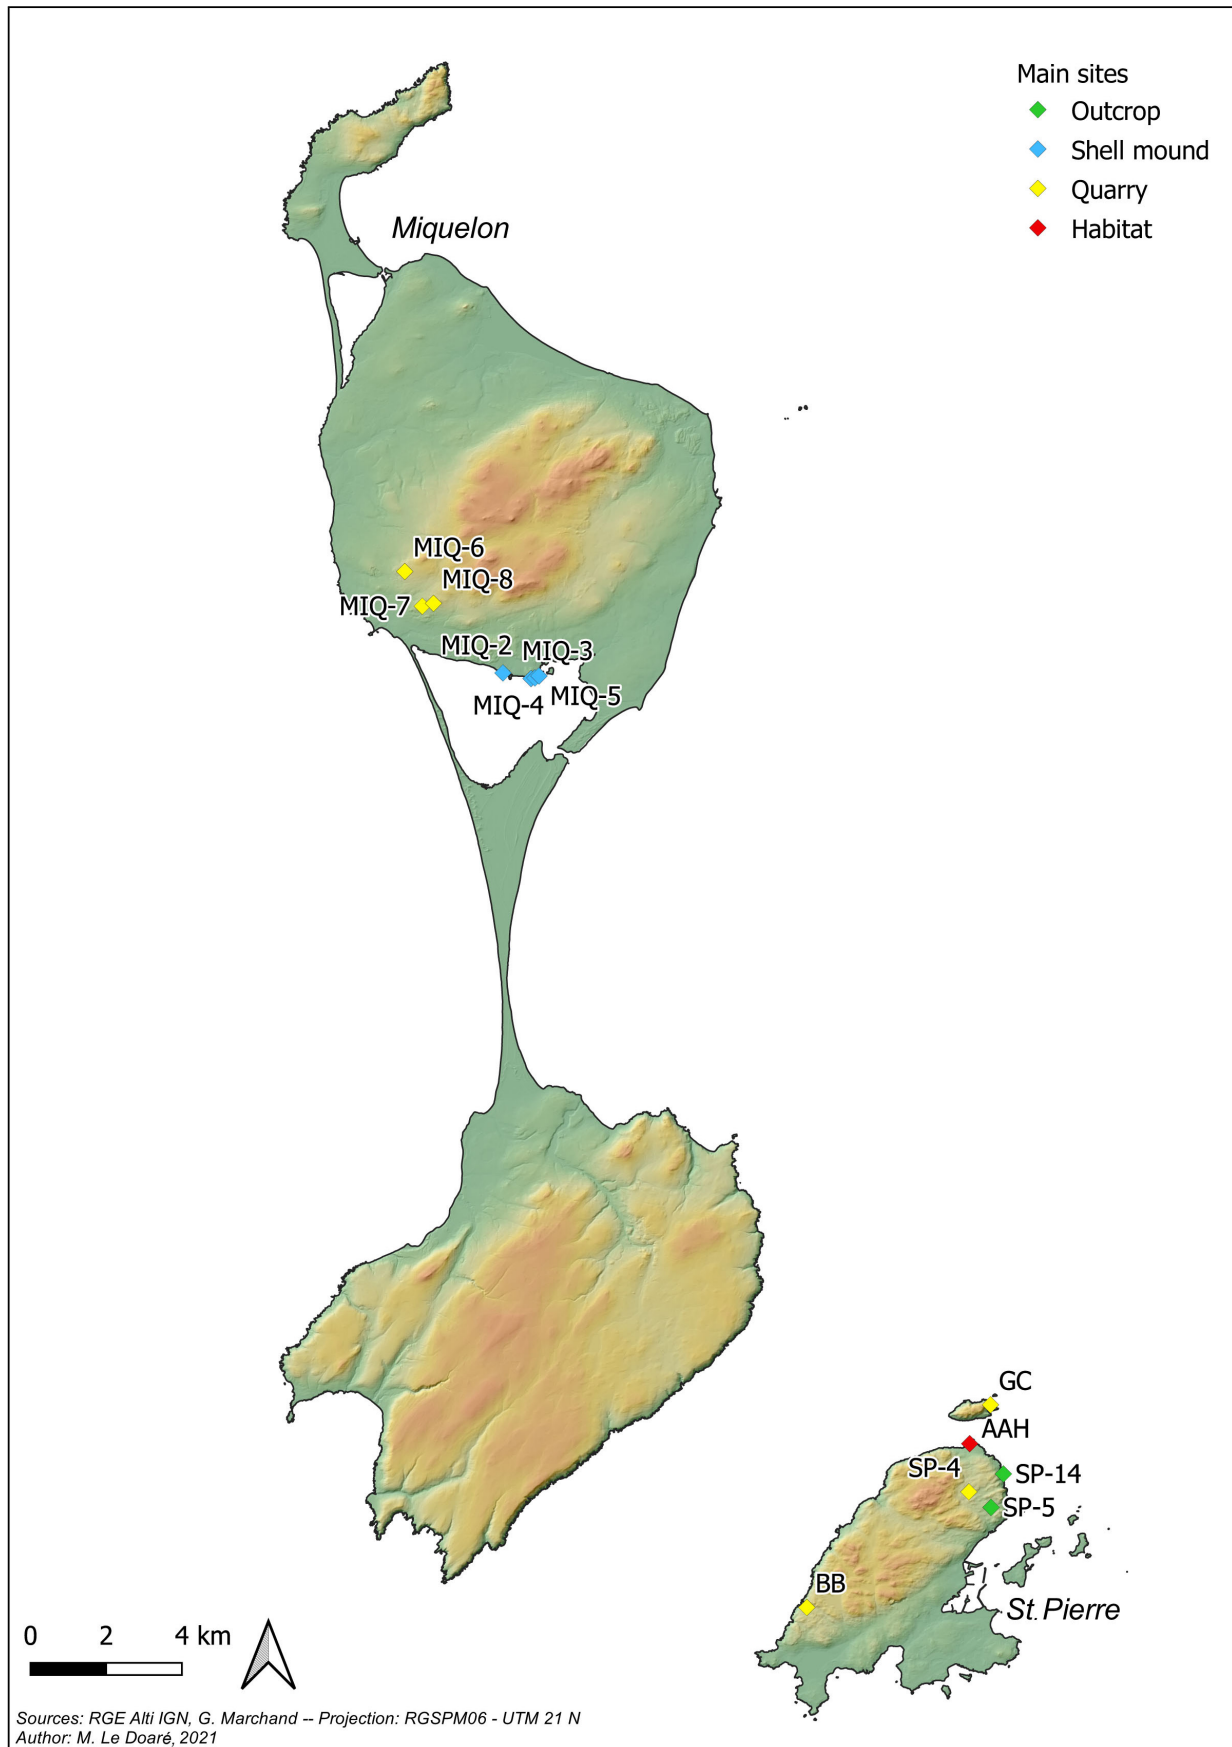 Main sites
Outcrop
Shell mound
Quarry
Habitat
Miquelon
MIQ-6
MIQ-8
MIQ-7
MIQ-2
MIQ-3
MIQ-5
MIQ-4
GC
AAH
SP-4
SP-14
SP-5
BB
St. Pierre
0 2 4 km
Sources: RGE Alti IGN, G. Marchand -- Projection: RGSPM06 - UTM 21 N
Author: M. Le Doaré, 2021